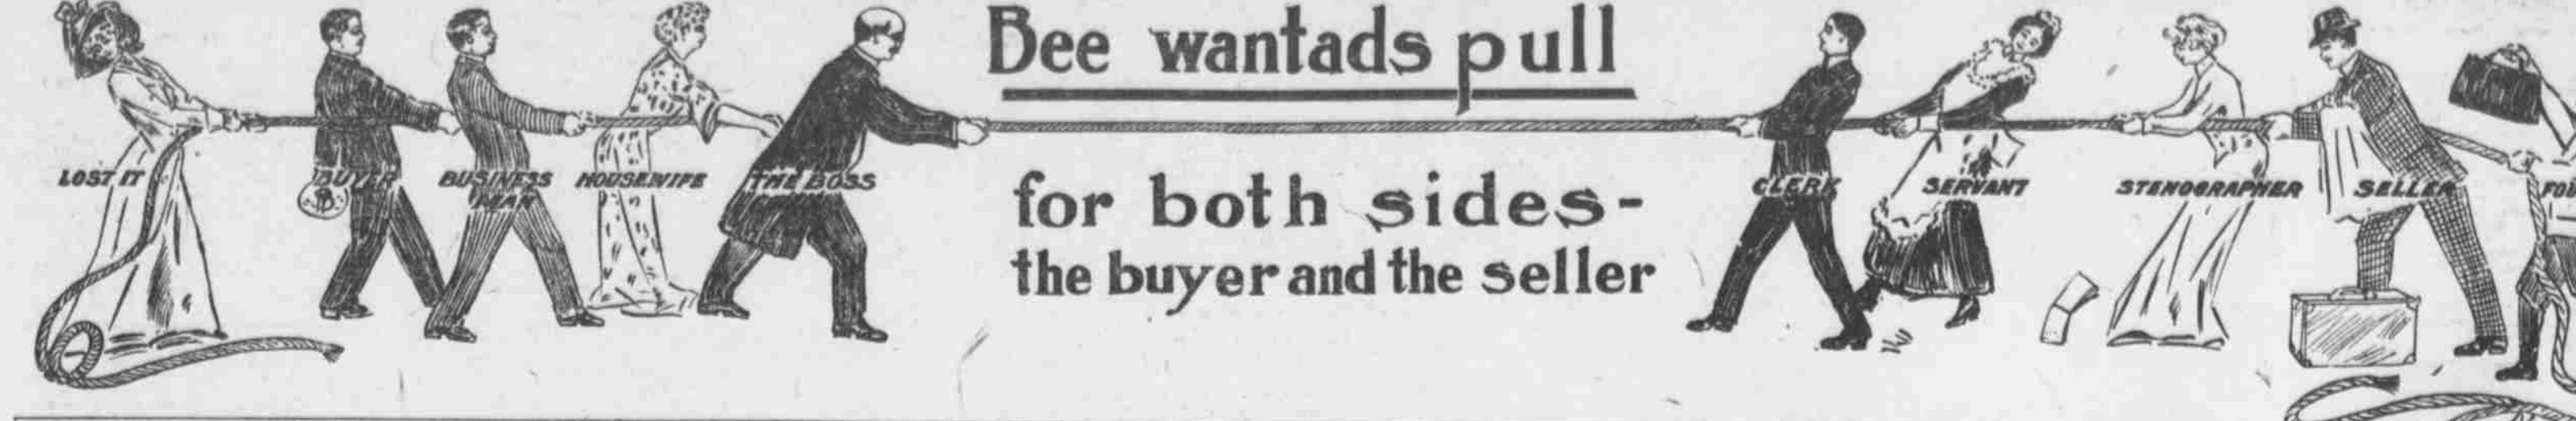 Bee wantads pull
for both sides-
the buyer and the seller
LOST IT
BUYER
BUSINESS
MAN
HOUSEWIFE
THE BOSS
CLERK
SERVANT
STENOGRAPHER
SELLER